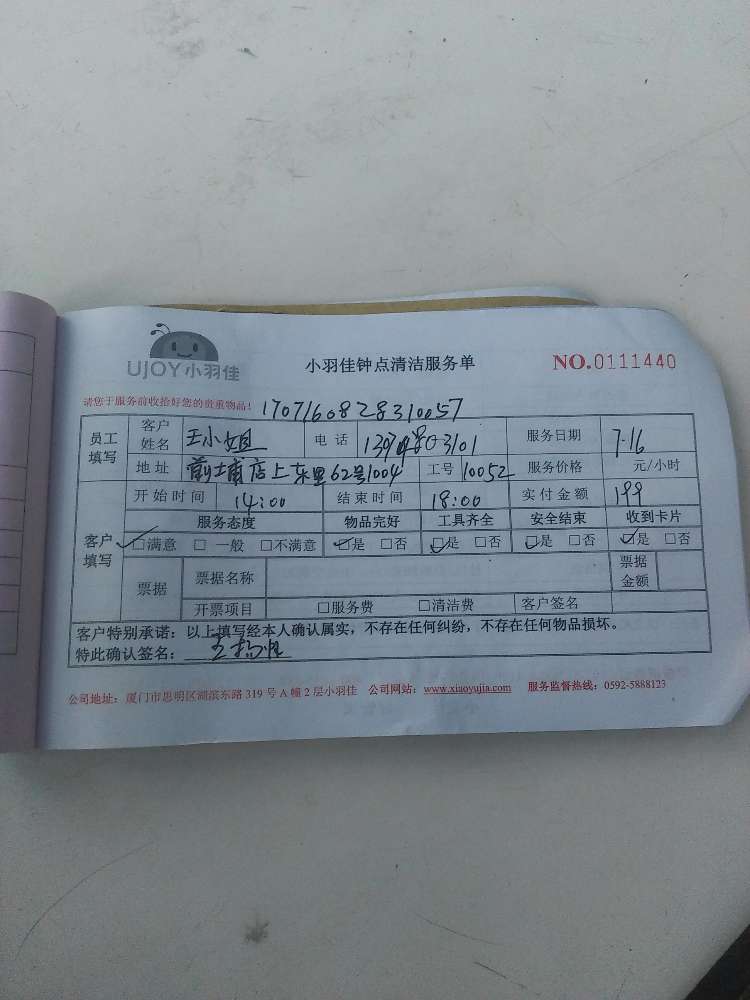 UJOY小羽佳
小羽佳钟点清洁服务单
NO.0111440
请您于服务前收拾好您的贵重物品!
1707160828310057
员工填写 客户姓名 王小姐 电话 服务日期 7-16
地址 前埔店上东里62号1004 工号 10052 服务价格 元/小时
客户填写 开始时间 14:00 结束时间 18:00 实付金额 199
服务态度 物品完好 工具齐全 安全结束 收到卡片
☑满意 □一般 □不满意 ☑是 □否 ☑是 □否 ☑是 □否 ☑是 □否
票据 票据名称 票据金额
开票项目 □服务费 □清洁费 客户签名
客户特别承诺：以上填写经本人确认属实，不存在任何纠纷，不存在任何物品损坏。
特此确认签名：
公司地址：厦门市思明区湖滨东路 319 号 A 幢 2 层小羽佳 公司网站：www.xiaoyujia.com 服务监督热线：0592-5888123